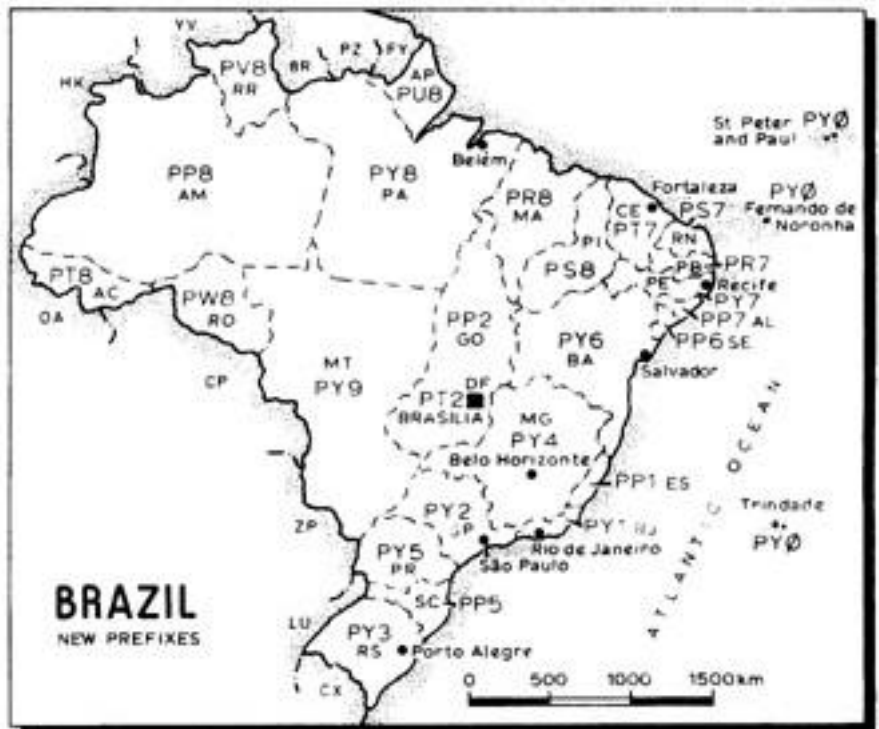 YV
PZ
FY
HK
PV8
RR
BR
AP
PU8
St Peter PYØ
and Paul
Belém
PP8
AM
PY8
PA
PR8
MA
Fortaleza
PYØ
Fernando de
Noronha
CE
PT7
PS7
RN
PI
PS8
PB
PR7
PE
Recife
PY7
PP7 AL
PP6 SE
PT8
AC
PW8
RO
OA
PP2
GO
PY6
BA
Salvador
CP
MT
PY9
DF
PT2
BRASILIA
MG
PY4
Belo Horizonte
PP1 ES
ATLANTIC OCEAN
Trindade
PYØ
ZP
PY2
SP
PY1 RJ
Rio de Janeiro
São Paulo
PY5
PR
SC PP5
BRAZIL
NEW PREFIXES
LU
PY3
RS
Porto Alegre
CX
0 500 1000 1500km